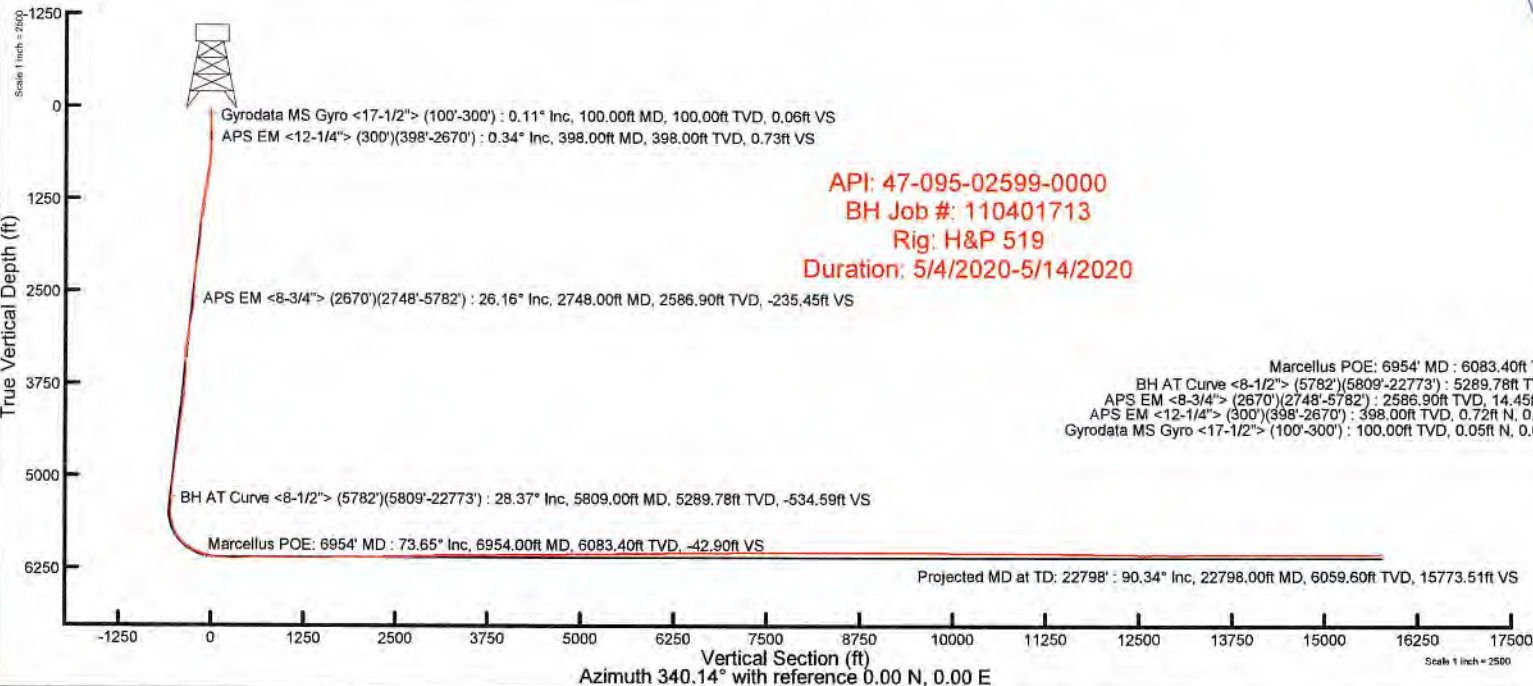 Scale 1 inch = 2500
True Vertical Depth (ft)
-1250
0
1250
2500
3750
5000
6250
Gyrodata MS Gyro <17-1/2"> (100'-300') : 0.11° Inc, 100.00ft MD, 100.00ft TVD, 0.06ft VS
APS EM <12-1/4"> (300')(398'-2670') : 0.34° Inc, 398.00ft MD, 398.00ft TVD, 0.73ft VS
API: 47-095-02599-0000
BH Job #: 110401713
Rig: H&P 519
Duration: 5/4/2020-5/14/2020
APS EM <8-3/4"> (2670')(2748'-5782') : 26.16° Inc, 2748.00ft MD, 2586.90ft TVD, -235.45ft VS
Marcellus POE: 6954' MD : 6083.40ft
BH AT Curve <8-1/2"> (5782')(5809'-22773') : 5289.78ft
APS EM <8-3/4"> (2670')(2748'-5782') : 2586.90ft TVD,
APS EM <12-1/4"> (300')(398'-2670') : 398.00ft TVD, 0.72ft N,
Gyrodata MS Gyro <17-1/2"> (100'-300') : 100.00ft TVD, 0.05ft N,
BH AT Curve <8-1/2"> (5782')(5809'-22773') : 28.37° Inc, 5809.00ft MD, 5289.78ft TVD, -534.59ft VS
Marcellus POE: 6954' MD : 73.65° Inc, 6954.00ft MD, 6083.40ft TVD, -42.90ft VS
Projected MD at TD: 22798' : 90.34° Inc, 22798.00ft MD, 6059.60ft TVD, 15773.51ft VS
-1250 0 1250 2500 3750 5000 6250 7500 8750 10000 11250 12500 13750 15000 16250 17500
Vertical Section (ft)
Azimuth 340.14° with reference 0.00 N, 0.00 E
Scale 1 inch = 2500